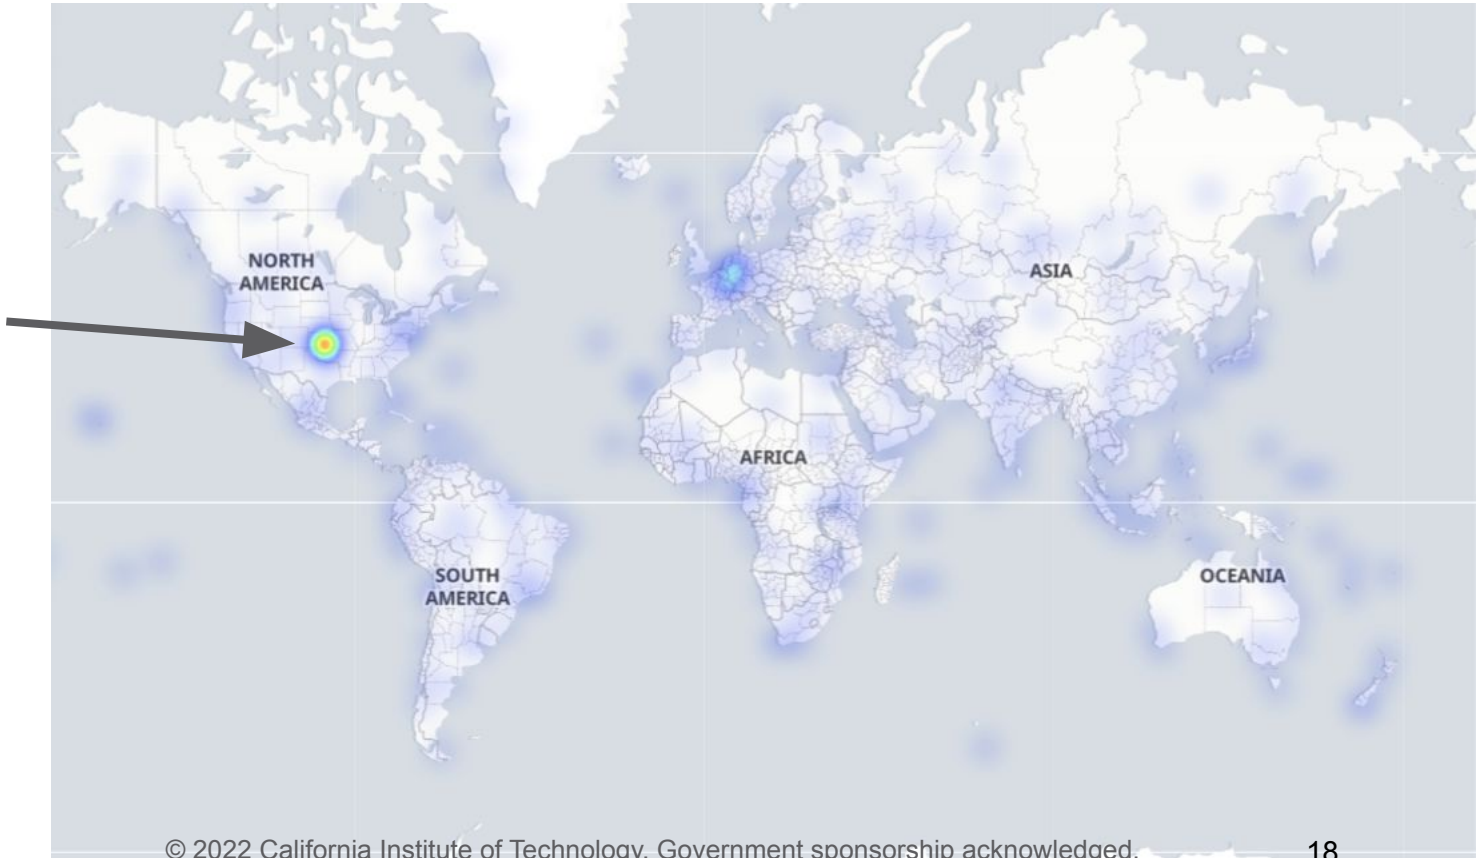 NORTH
AMERICA
ASIA
AFRICA
SOUTH
AMERICA
OCEANIA
© 2022 California Institute of Technology. Government sponsorship acknowledged.
18